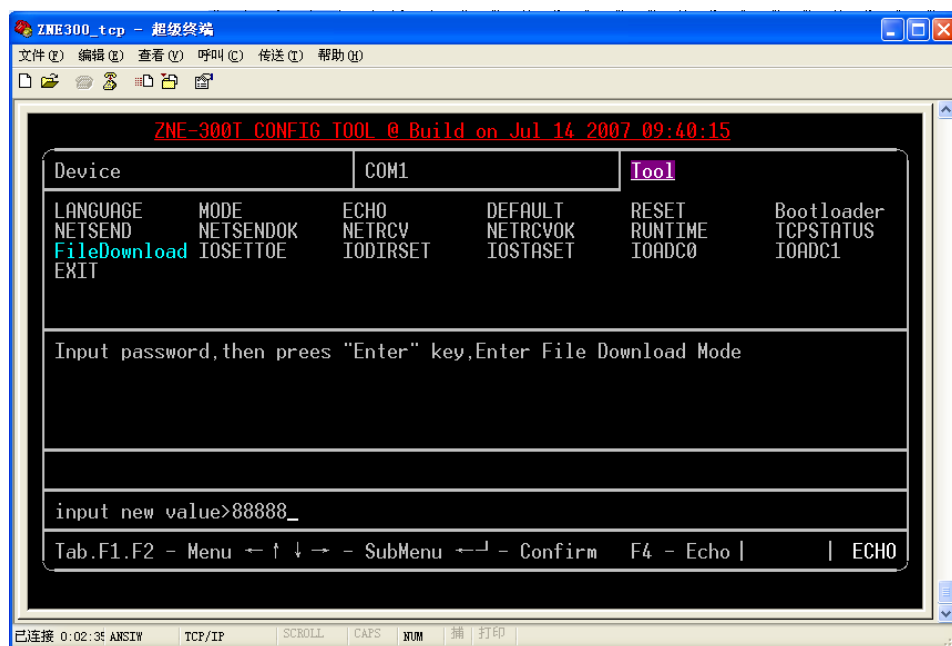 ZNE300_tcp - 超级终端
文件(F) 编辑(E) 查看(V) 呼叫(C) 传送(T) 帮助(H)
ZNE-300T CONFIG TOOL @ Build on Jul 14 2007 09:40:15
Device COM1 Tool
LANGUAGE MODE ECHO DEFAULT RESET Bootloader
NETSEND NETSENDOK NETRCV NETRCVOK RUNTIME TCPSTATUS
FileDownload IOSETTOE IODIRSET IOSTASET IOADC0 IOADC1
EXIT
Input password,then prees "Enter" key,Enter File Download Mode
input new value>88888_
Tab.F1.F2 - Menu ←↑↓→ - SubMenu ←┘ - Confirm F4 - Echo | | ECHO
已连接 0:02:35 ANSIW TCP/IP SCROLL CAPS NUM 捕 打印